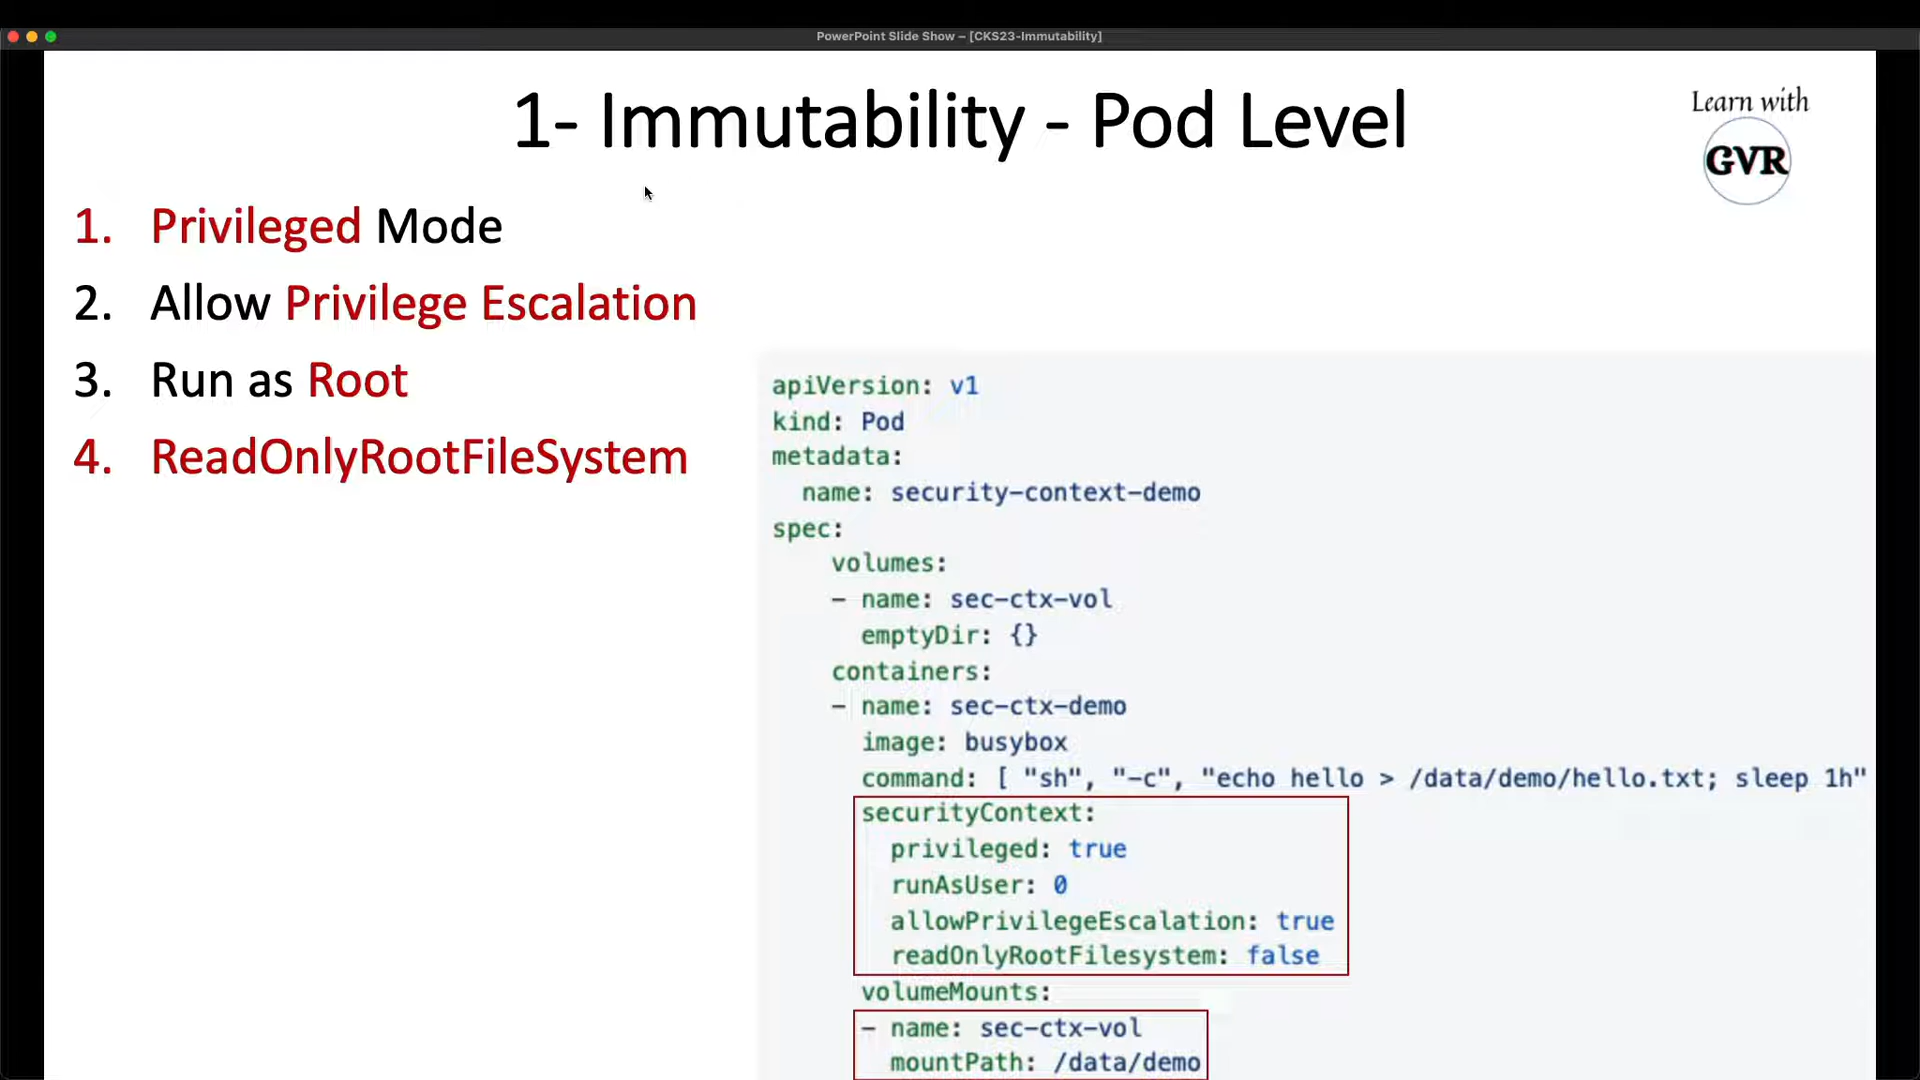 PowerPoint Slide Show – [CKS23-Immutability]
1- Immutability - Pod Level
Learn with
GVR
1. Privileged Mode
2. Allow Privilege Escalation
3. Run as Root
4. ReadOnlyRootFileSystem
apiVersion: v1
kind: Pod
metadata:
  name: security-context-demo
spec:
    volumes:
    - name: sec-ctx-vol
      emptyDir: {}
    containers:
    - name: sec-ctx-demo
      image: busybox
      command: [ "sh", "-c", "echo hello > /data/demo/hello.txt; sleep 1h"
      securityContext:
        privileged: true
        runAsUser: 0
        allowPrivilegeEscalation: true
        readOnlyRootFilesystem: false
      volumeMounts:
      - name: sec-ctx-vol
        mountPath: /data/demo